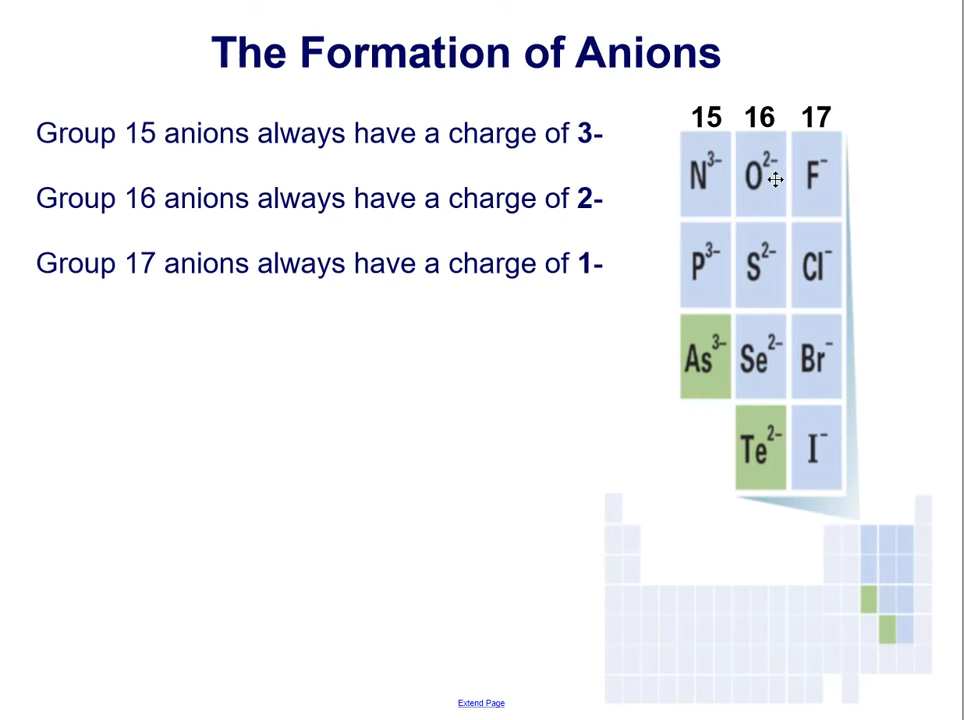 The Formation of Anions
Group 15 anions always have a charge of 3-
Group 16 anions always have a charge of 2-
Group 17 anions always have a charge of 1-
15 16 17
N³⁻ O²⁻ F⁻
P³⁻ S²⁻ Cl⁻
As³⁻ Se²⁻ Br⁻
Te²⁻ I⁻
Extend Page